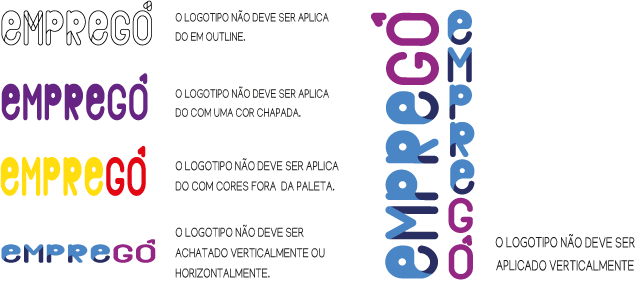 EMPREGÓ
O LOGOTIPO NÃO DEVE SER APLICA
DO EM OUTLINE.
EMPREGÓ
O LOGOTIPO NÃO DEVE SER APLICA
DO COM UMA COR CHAPADA.
EMPREGÓ
O LOGOTIPO NÃO DEVE SER APLICA
DO COM CORES FORA DA PALETA.
EMPREGÓ
O LOGOTIPO NÃO DEVE SER
ACHATADO VERTICALMENTE OU
HORIZONTALMENTE.
EMPREGÓ
EMPREGÓ
O LOGOTIPO NÃO DEVE SER
APLICADO VERTICALMENTE